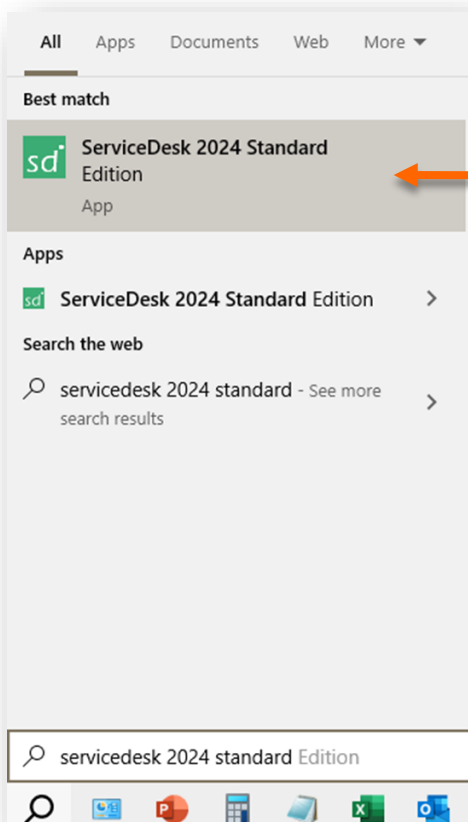 All Apps Documents Web More
Best match
sd
ServiceDesk 2024 Standard
Edition
App
Apps
sd ServiceDesk 2024 Standard Edition
Search the web
servicedesk 2024 standard - See more
search results
servicedesk 2024 standard Edition